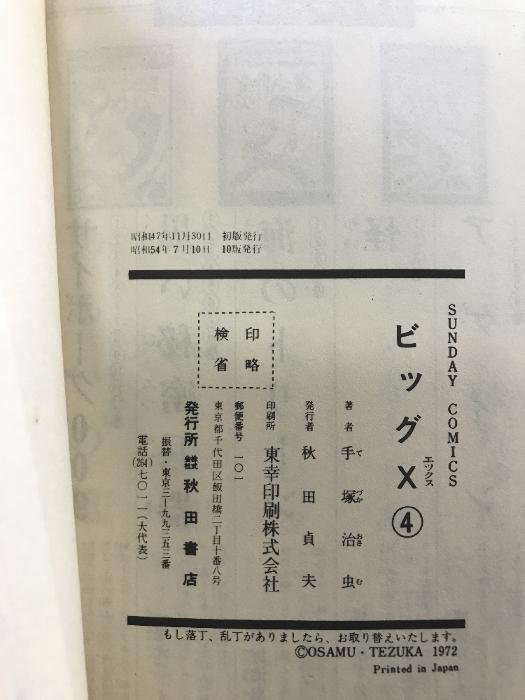 昭和47年11月30日 初版発行
昭和54年7月10日 10版発行
SUNDAY COMICS
ビッグX④
エックス
著者 手塚治虫
て づか おさ む
発行者 秋田貞夫
印刷所 東幸印刷株式会社
郵便番号 一〇一
東京都千代田区飯田橋二丁目十番八号
発行所 株式会社 秋田書店
振替・東京三―九九三五三番
電話(264)七〇一一(大代表)
検印省略
もし落丁、乱丁がありましたら、お取り替えいたします。
©OSAMU・TEZUKA 1972
Printed in Japan